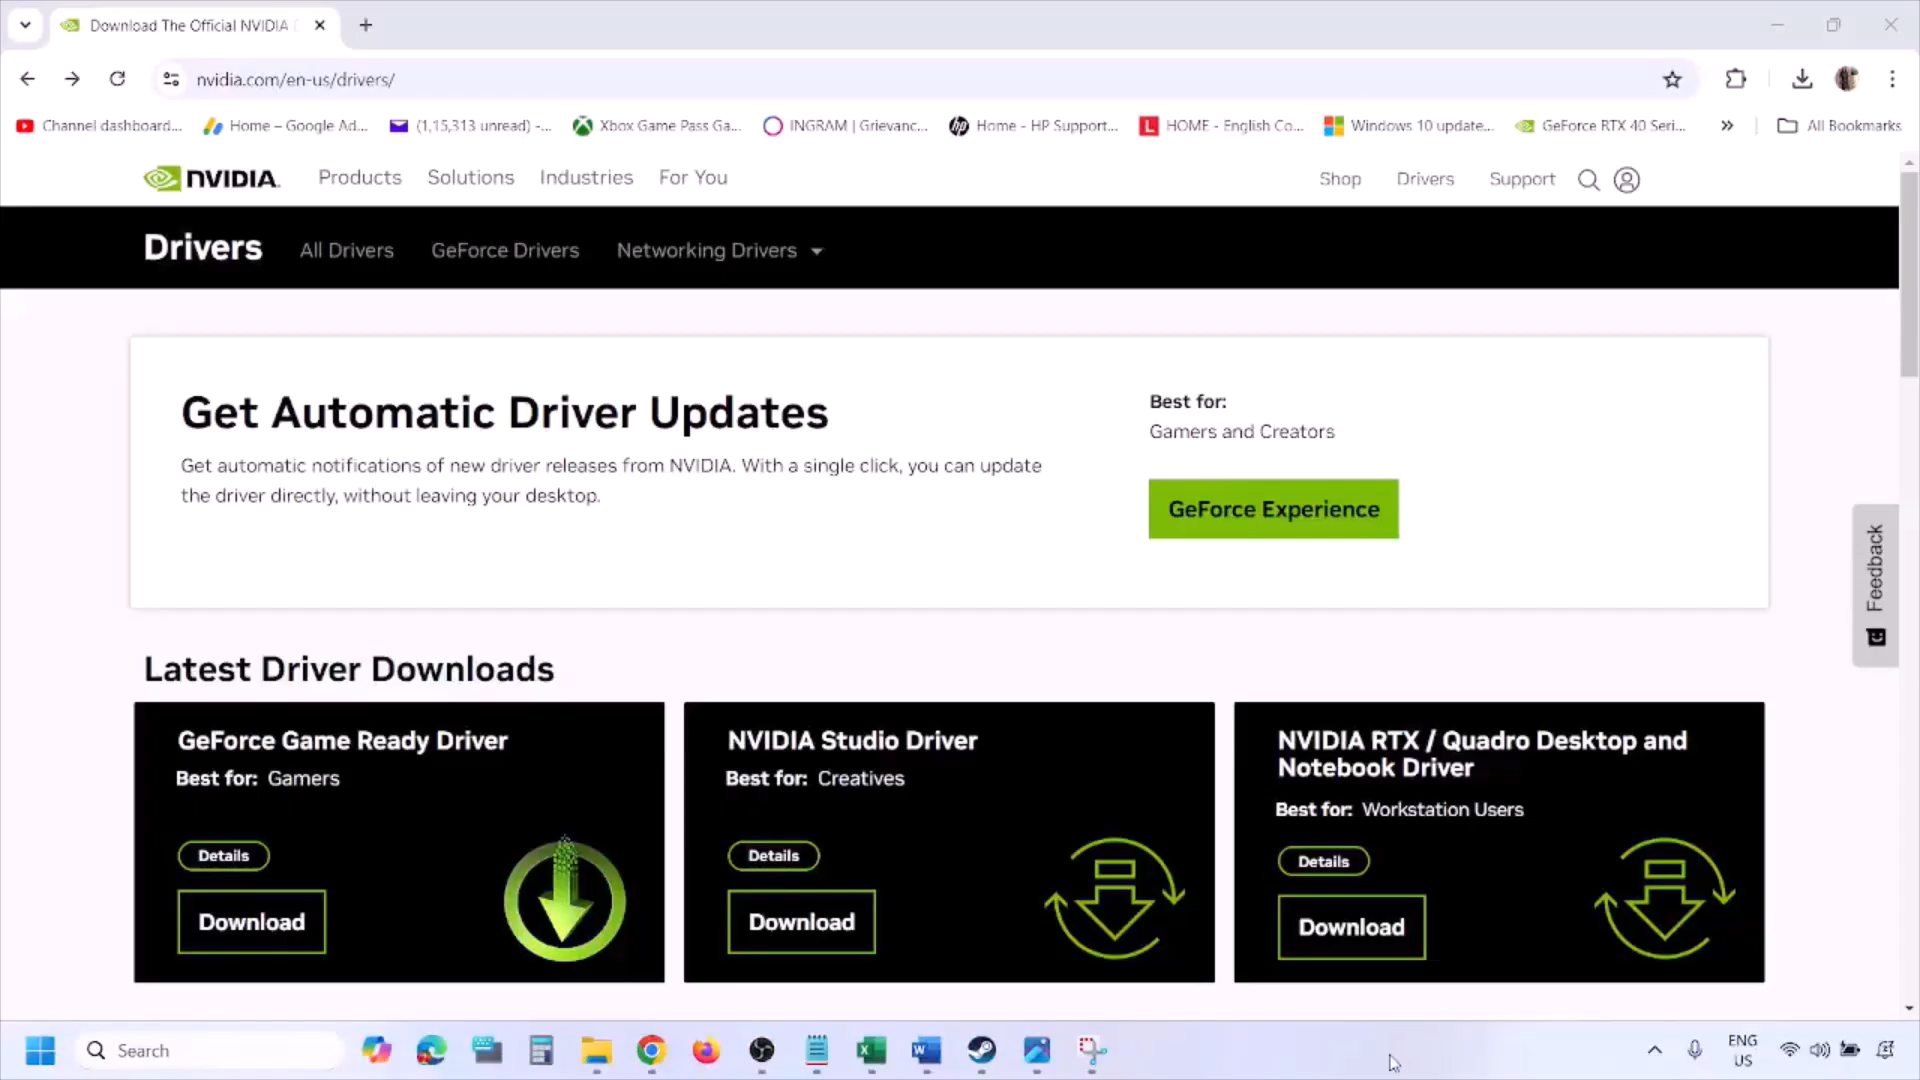 Download The Official NVIDIA
nvidia.com/en-us/drivers/
Channel dashboard...
Home – Google Ad...
(1,15,313 unread) -...
Xbox Game Pass Ga...
INGRAM | Grievanc...
Home - HP Support...
HOME - English Co...
Windows 10 update...
GeForce RTX 40 Seri...
All Bookmarks
NVIDIA.
Products
Solutions
Industries
For You
Shop
Drivers
Support
Drivers
All Drivers
GeForce Drivers
Networking Drivers
Get Automatic Driver Updates
Get automatic notifications of new driver releases from NVIDIA. With a single click, you can update
the driver directly, without leaving your desktop.
Best for:
Gamers and Creators
GeForce Experience
Feedback
Latest Driver Downloads
GeForce Game Ready Driver
Best for: Gamers
Details
Download
NVIDIA Studio Driver
Best for: Creatives
Details
Download
NVIDIA RTX / Quadro Desktop and
Notebook Driver
Best for: Workstation Users
Details
Download
Search
ENG
US